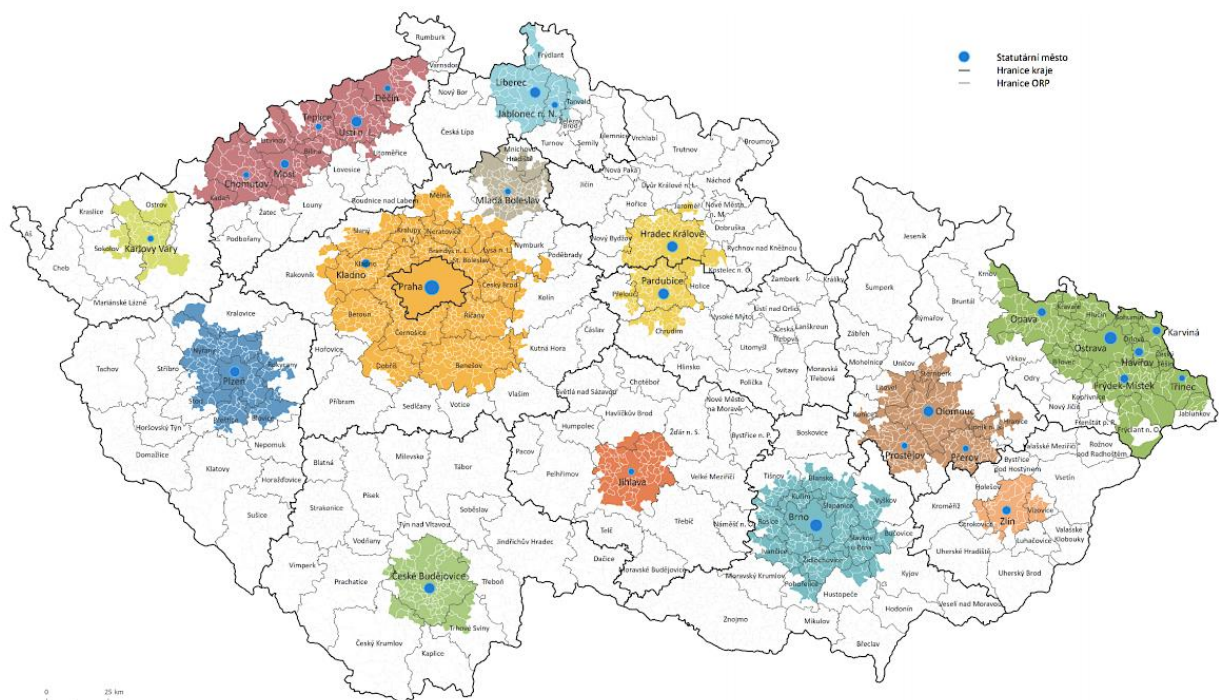 Statutární město
Hranice kraje
Hranice ORP
Rumburk
Varnsdorf
Frýdlant
Děčín
Nový Bor
Liberec
Jablonec n. N.
Tanvald
Teplice
Ústí n. L.
Česká Lípa
Turnov
Semily
Jilemnice
Vrchlabí
Trutnov
Broumov
Litvínov
Bílina
Litoměřice
Lovosice
Mnichovo
Hradiště
Most
Chomutov
Kadaň
Žatec
Louny
Roudnice nad Labem
Mělník
Mladá Boleslav
Jičín
Nová Paka
Dvůr Králové n.L.
Náchod
Hořice
Jaroměř
Nové Město
n. M.
Kraslice
Ostrov
Podbořany
Slaný
Kralupy
n. V.
Neratovice
Nymburk
Nový Bydžov
Hradec Králové
Dobruška
Rychnov nad Kněžnou
Jeseník
Aš
Sokolov
Karlovy Vary
Cheb
Rakovník
Kladno
Brandýs n. L.
St. Boleslav
Lysá n. L.
Poděbrady
Kostelec n. O.
Mariánské Lázně
Praha
Český Brod
Kolín
Přelouč
Pardubice
Holice
Žamberk
Králíky
Šumperk
Bruntál
Krnov
Rýmařov
Kralovice
Beroun
Černošice
Říčany
Čáslav
Chrudim
Vysoké Mýto
Ústí nad Orlicí
Česká
Třebová
Lanškroun
Zábřeh
Opava
Kravaře
Hlučín
Bohumín
Karviná
Ostrava
Orlová
Havířov
Český
Těšín
Tachov
Stříbro
Nýřany
Plzeň
Rokycany
Hořovice
Dobříš
Benešov
Kutná Hora
Hlinsko
Litomyšl
Svitavy
Moravská
Třebová
Mohelnice
Uničov
Šternberk
Vítkov
Bílovec
Frýdek-Místek
Třinec
Stod
Přeštice
Blovice
Příbram
Sedlčany
Votice
Vlašim
Světlá nad Sázavou
Chotěboř
Polička
Litovel
Odry
Nový Jičín
Kopřivnice
Jablunkov
Horšovský Týn
Domažlice
Nepomuk
Klatovy
Horažďovice
Sušice
Blatná
Milevsko
Tábor
Pacov
Humpolec
Havlíčkův Brod
Nové Město
na Moravě
Žďár n. S.
Bystřice n. P.
Boskovice
Konice
Olomouc
Lipník n. B.
Hranice
Frenštát p. R.
Frýdlant n. O.
Prostějov
Přerov
Valašské Meziříčí
Rožnov
pod Radhoštěm
Bystřice
pod Hostýnem
Vsetín
Strakonice
Písek
Soběslav
Pelhřimov
Jihlava
Velké Meziříčí
Tišnov
Blansko
Kuřim
Šlapanice
Vyškov
Brno
Rosice
Kroměříž
Holešov
Zlín
Vizovice
Otrokovice
Luhačovice
Valašské
Klobouky
Týn nad Vltavou
Vodňany
Vimperk
Prachatice
Jindřichův Hradec
Telč
Třebíč
Náměšť n. O.
Ivančice
Slavkov
u Brna
Bučovice
Židlochovice
Uherské Hradiště
Uherský Brod
České Budějovice
Třeboň
Dačice
Moravské Budějovice
Moravský Krumlov
Pohořelice
Hustopeče
Kyjov
Hodonín
Veselí nad Moravou
Trhové Sviny
Český Krumlov
Kaplice
Znojmo
Mikulov
Břeclav
0 25 km